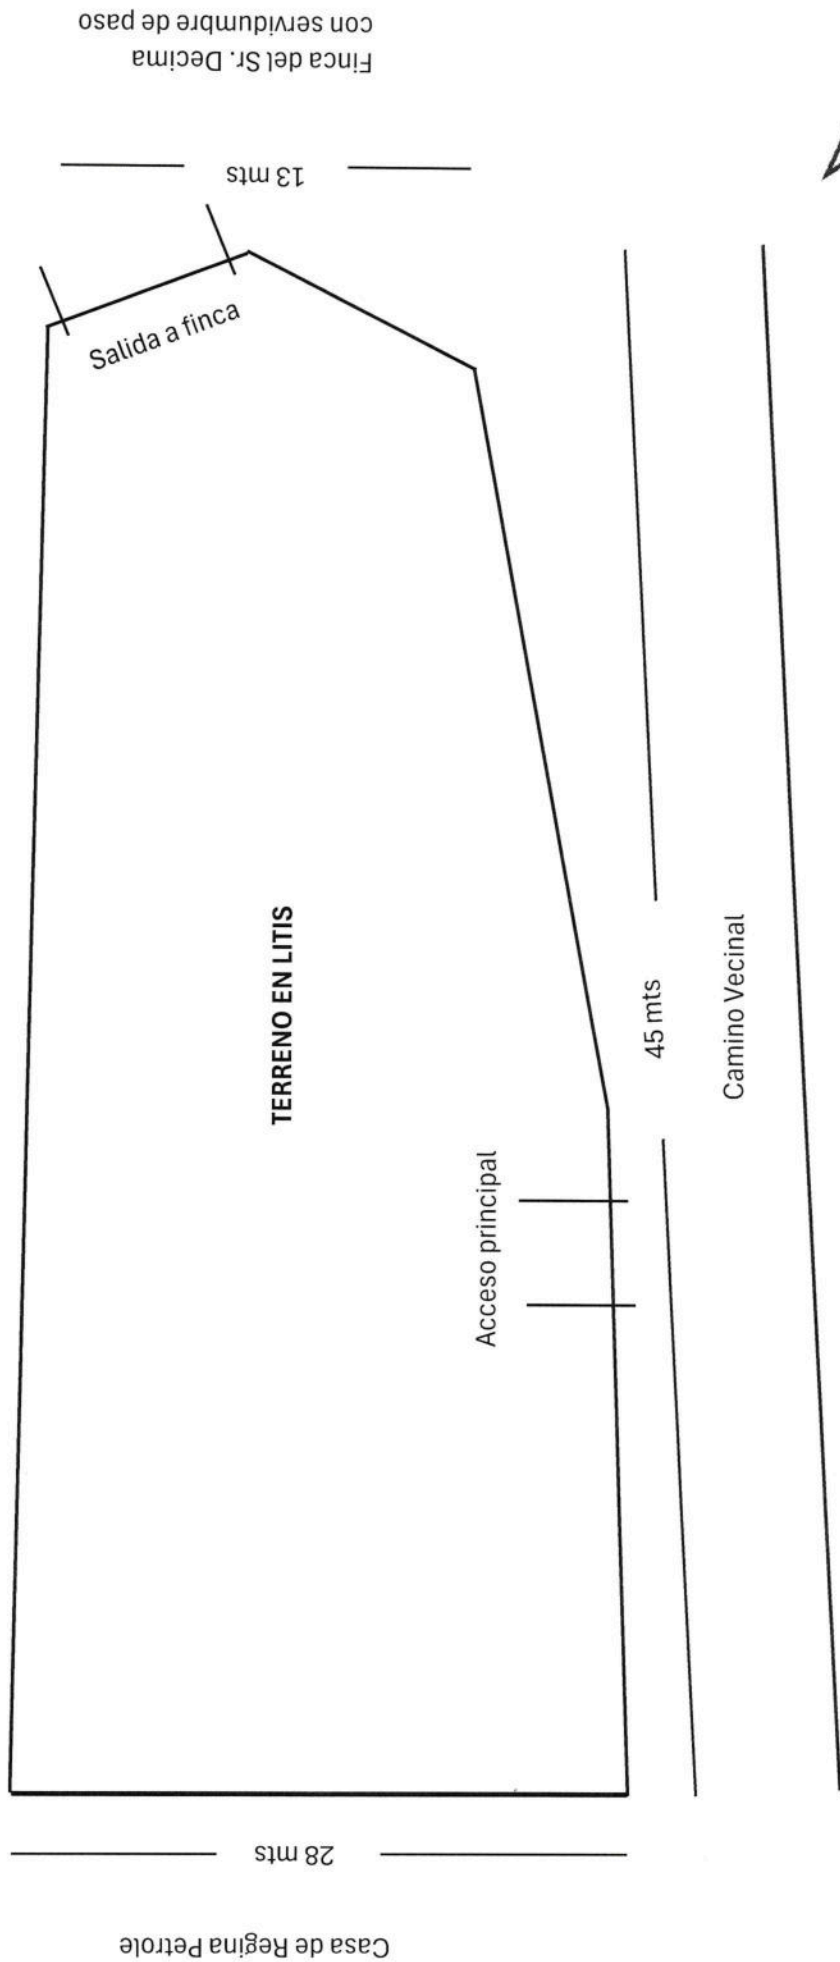 Finca del Sr. Decima
con servidumbre de paso
13 mts
Salida a finca
TERRENO EN LITIS
Acceso principal
45 mts
Camino Vecinal
28 mts
Casa de Regina Petrole